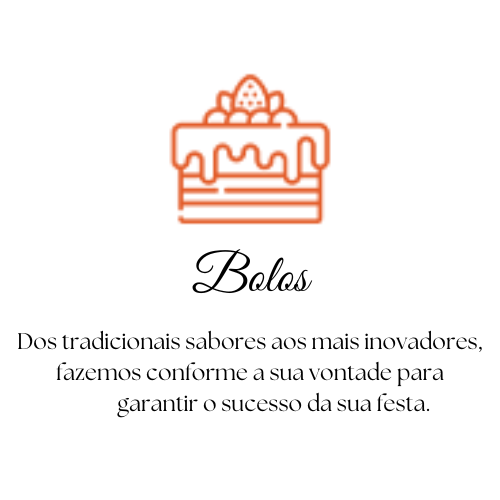 Bolos
Dos tradicionais sabores aos mais inovadores,
fazemos conforme a sua vontade para
garantir o sucesso da sua festa.